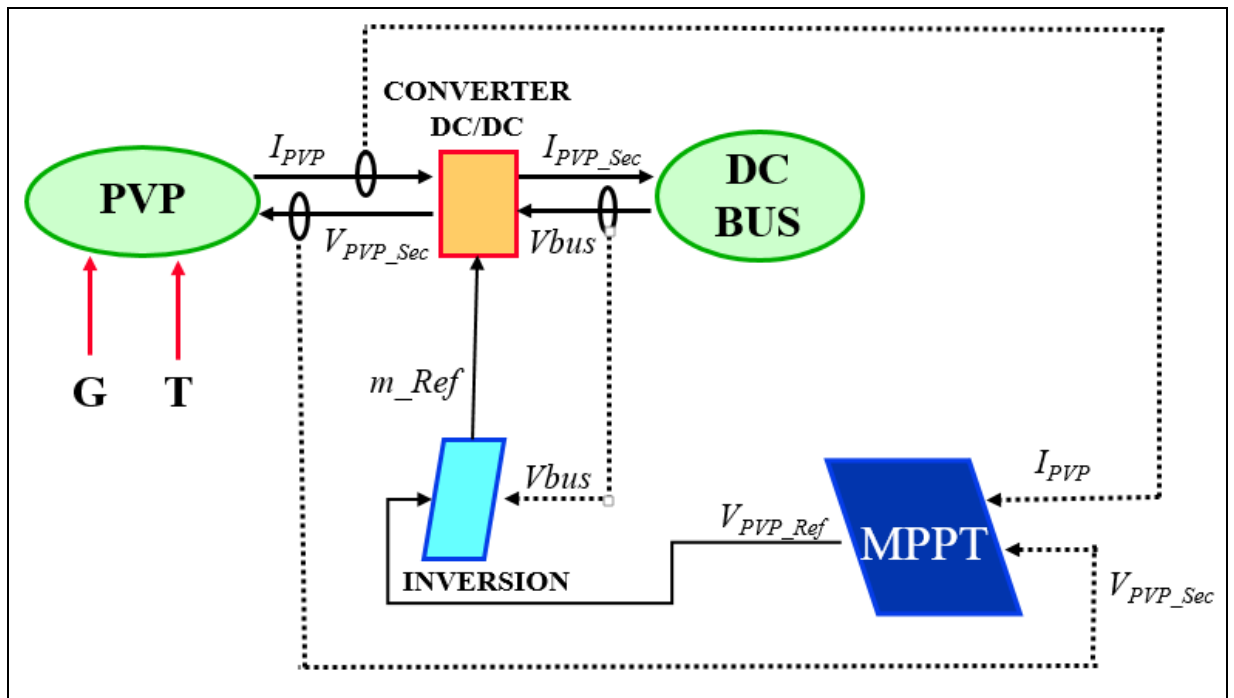 CONVERTER
DC/DC
I_PVP
I_PVP_Sec
PVP
DC
BUS
V_PVP_Sec
Vbus
G
T
m_Ref
Vbus
I_PVP
V_PVP_Ref
MPPT
INVERSION
V_PVP_Sec